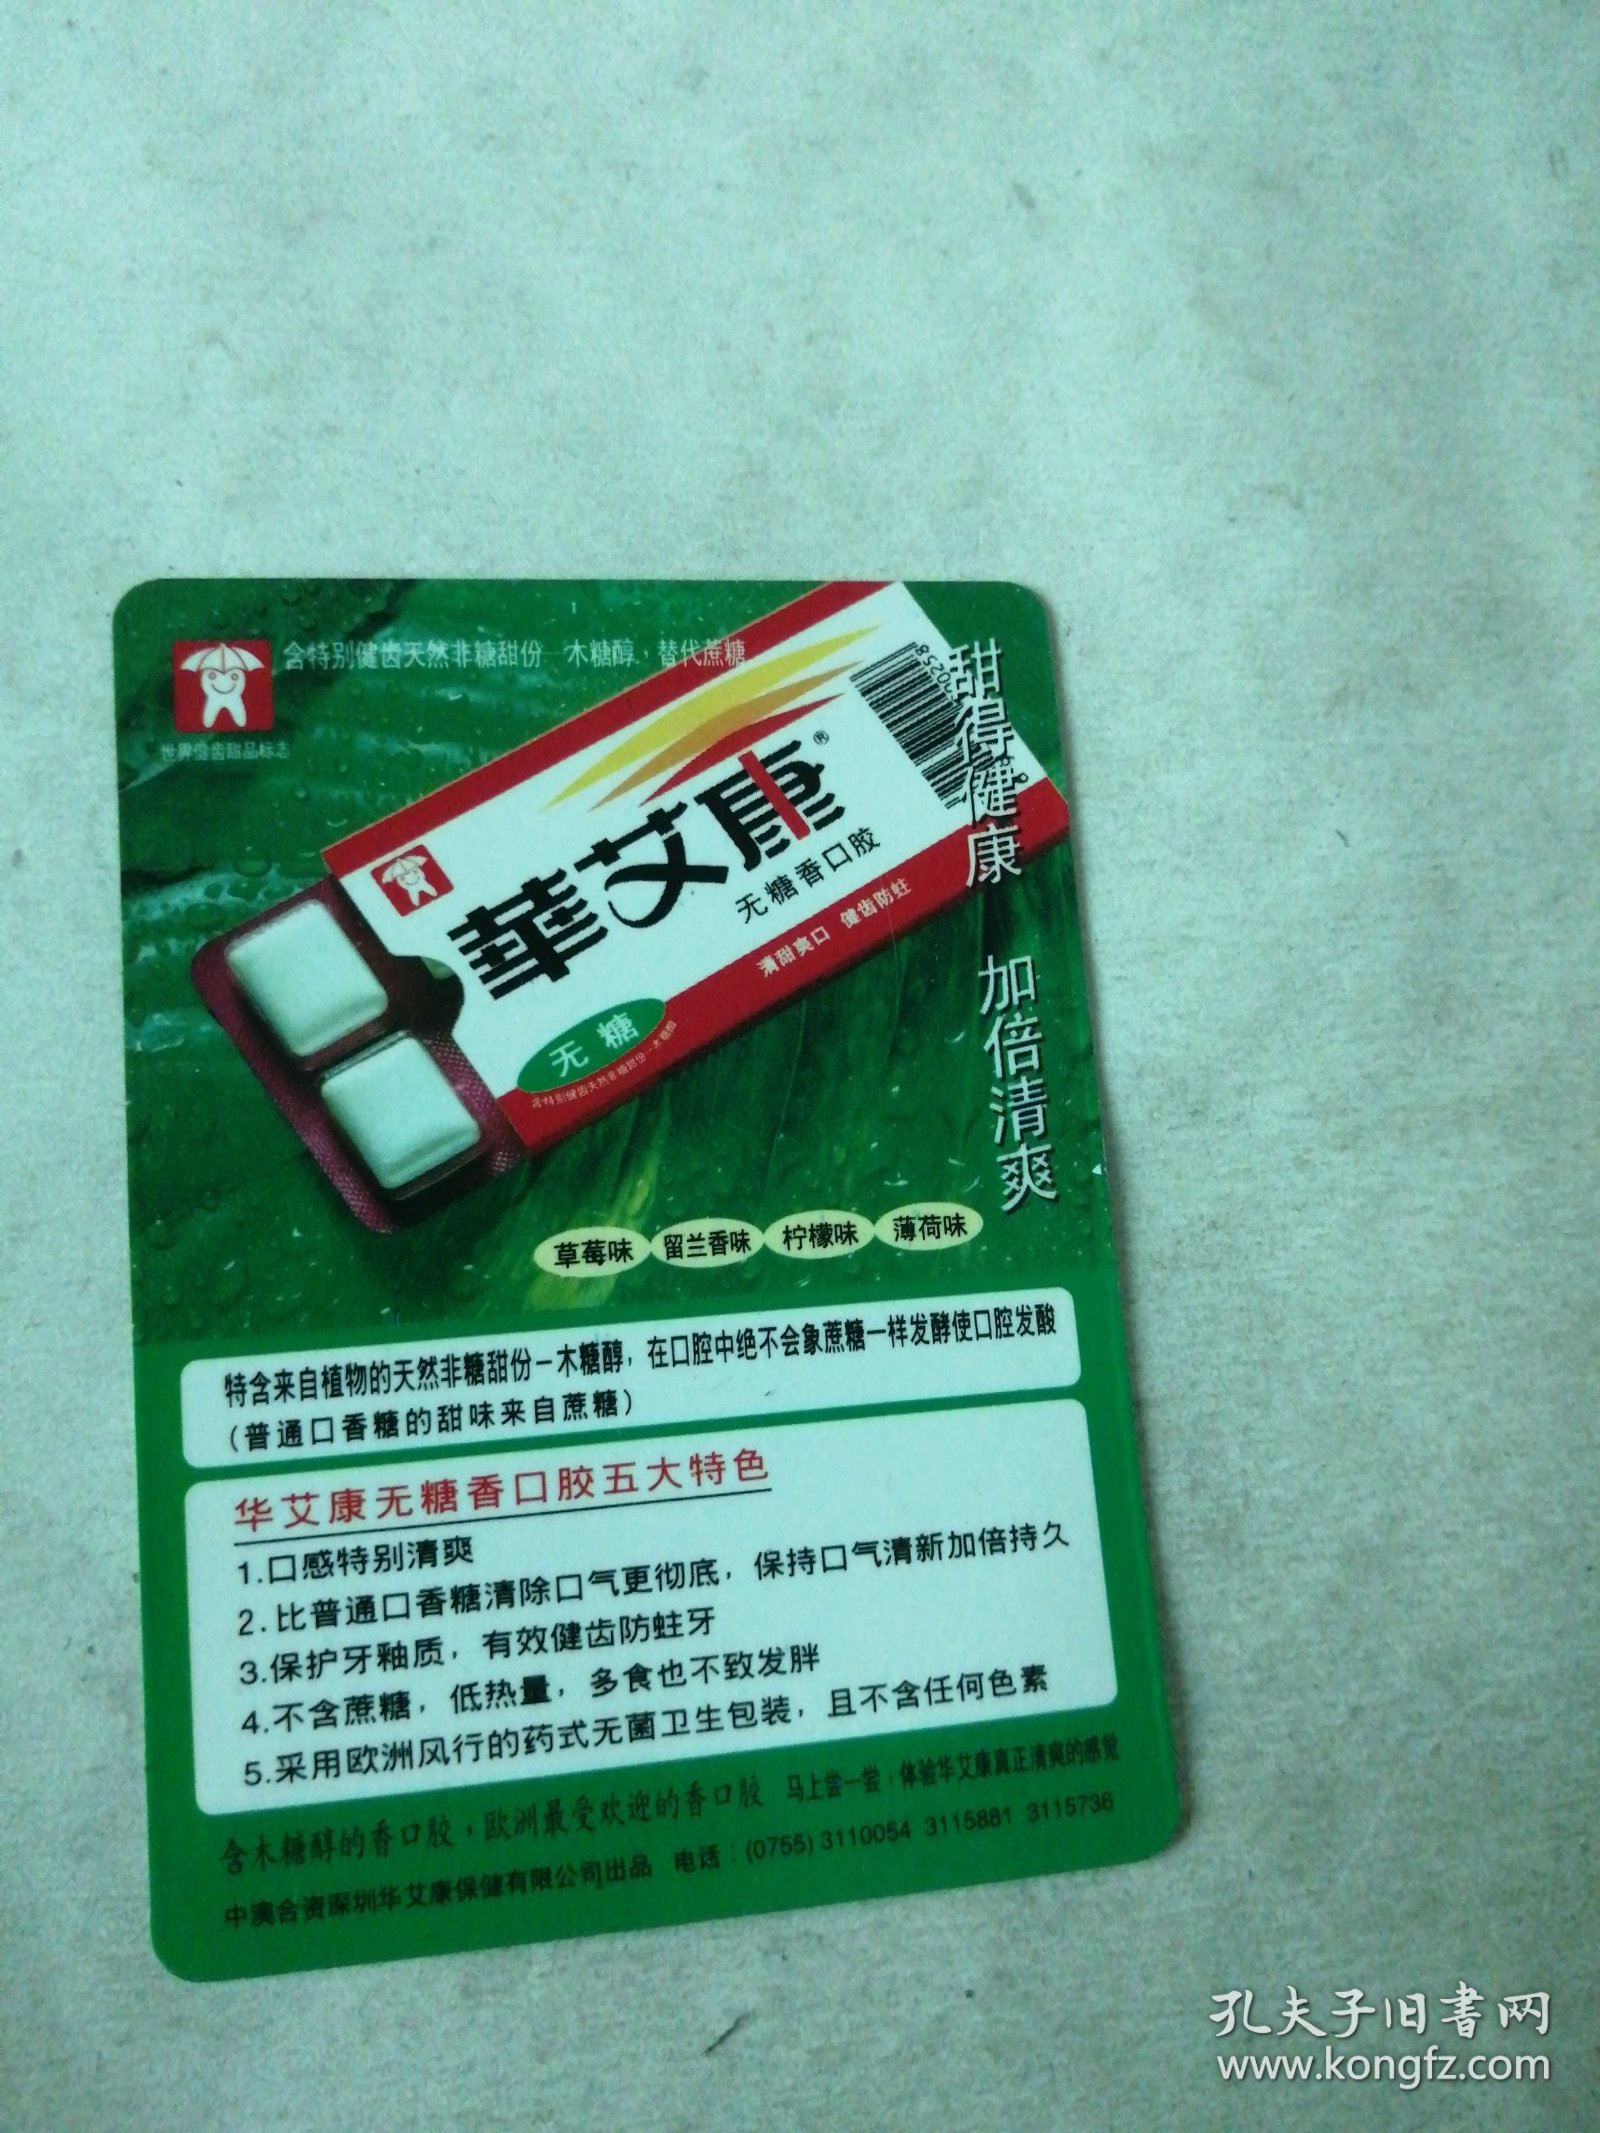 含特别健齿天然非糖甜份 木糖醇，替代蔗糖
世界健齿甜品标志
甜得健康 加倍清爽
華艾康®
无糖香口胶
清甜爽口 健齿防蛀
无糖
含特别健齿天然非糖甜份—木糖醇
草莓味 留兰香味 柠檬味 薄荷味
特含来自植物的天然非糖甜份－木糖醇，在口腔中绝不会象蔗糖一样发酵使口腔发酸
（普通口香糖的甜味来自蔗糖）
华艾康无糖香口胶五大特色
1.口感特别清爽
2.比普通口香糖清除口气更彻底，保持口气清新加倍持久
3.保护牙釉质，有效健齿防蛀牙
4.不含蔗糖，低热量，多食也不致发胖
5.采用欧洲风行的药式无菌卫生包装，且不含任何色素
含木糖醇的香口胶，欧洲最受欢迎的香口胶 马上尝一尝，体验华艾康真正清爽的感觉
中澳合资深圳华艾康保健有限公司出品 电话：(0755) 3110054 3115881 3115736
孔夫子旧书网
www.kongfz.com